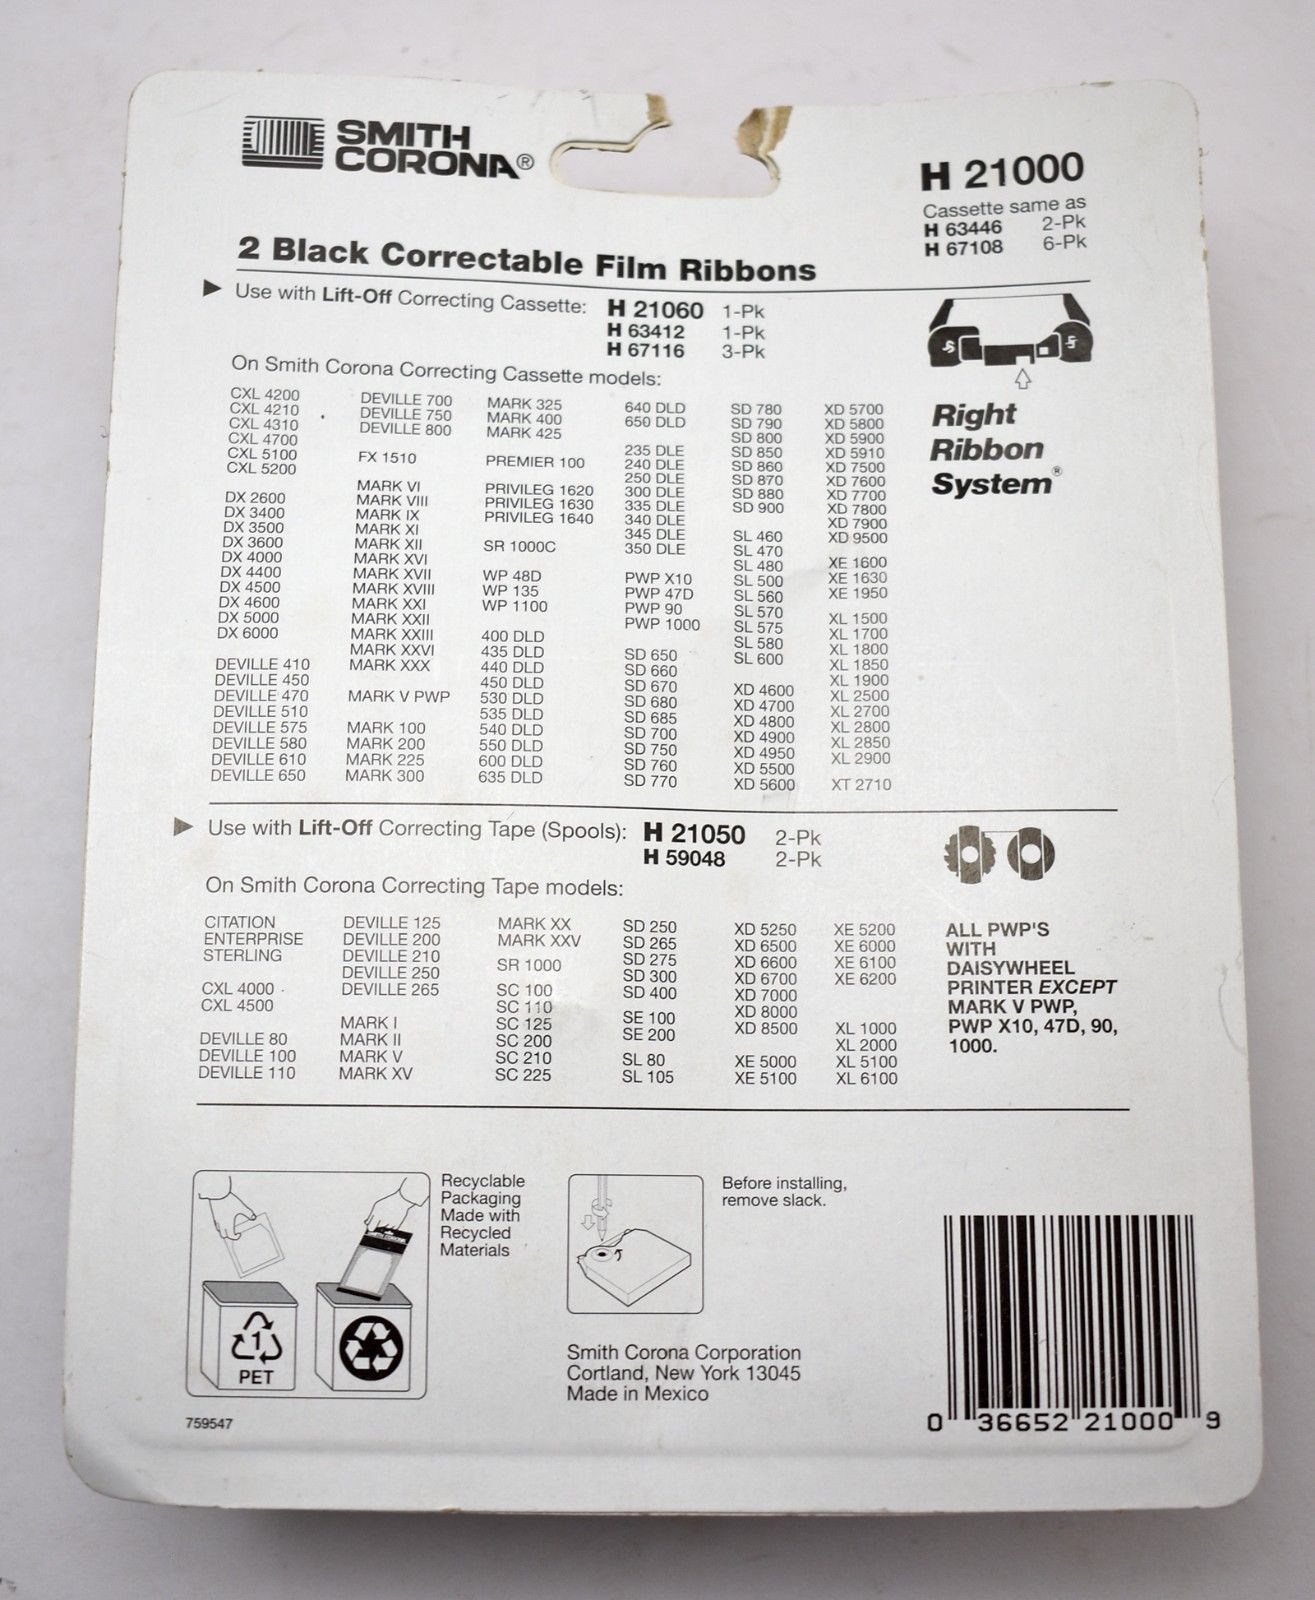 SMITH
CORONA®
H 21000
Cassette same as
H 63446 2-Pk
H 67108 6-Pk
2 Black Correctable Film Ribbons
Use with Lift-Off Correcting Cassette: H 21060 1-Pk
H 63412 1-Pk
H 67116 3-Pk
On Smith Corona Correcting Cassette models:
CXL 4200
CXL 4210
CXL 4310
CXL 4700
CXL 5100
CXL 5200
DX 2600
DX 3400
DX 3500
DX 3600
DX 4000
DX 4400
DX 4500
DX 4600
DX 5000
DX 6000
DEVILLE 410
DEVILLE 450
DEVILLE 470
DEVILLE 510
DEVILLE 575
DEVILLE 580
DEVILLE 610
DEVILLE 650
DEVILLE 700
DEVILLE 750
DEVILLE 800
FX 1510
MARK VI
MARK VIII
MARK IX
MARK XI
MARK XII
MARK XVI
MARK XVII
MARK XVIII
MARK XXI
MARK XXII
MARK XXIII
MARK XXVI
MARK XXX
MARK V PWP
MARK 100
MARK 200
MARK 225
MARK 300
MARK 325
MARK 400
MARK 425
PREMIER 100
PRIVILEG 1620
PRIVILEG 1630
PRIVILEG 1640
SR 1000C
WP 48D
WP 135
WP 1100
400 DLD
435 DLD
440 DLD
450 DLD
530 DLD
535 DLD
540 DLD
550 DLD
600 DLD
635 DLD
640 DLD
650 DLD
235 DLE
240 DLE
250 DLE
300 DLE
335 DLE
340 DLE
345 DLE
350 DLE
PWP X10
PWP 47D
PWP 90
PWP 1000
SD 650
SD 660
SD 670
SD 680
SD 685
SD 700
SD 750
SD 760
SD 770
SD 780
SD 790
SD 800
SD 850
SD 860
SD 870
SD 880
SD 900
SL 460
SL 470
SL 480
SL 500
SL 560
SL 570
SL 575
SL 580
SL 600
XD 4600
XD 4700
XD 4800
XD 4900
XD 4950
XD 5500
XD 5600
XD 5700
XD 5800
XD 5900
XD 5910
XD 7500
XD 7600
XD 7700
XD 7800
XD 7900
XD 9500
XE 1600
XE 1630
XE 1950
XL 1500
XL 1700
XL 1800
XL 1850
XL 1900
XL 2500
XL 2700
XL 2800
XL 2850
XL 2900
XT 2710
Right
Ribbon
System®
Use with Lift-Off Correcting Tape (Spools): H 21050 2-Pk
H 59048 2-Pk
On Smith Corona Correcting Tape models:
CITATION
ENTERPRISE
STERLING
CXL 4000
CXL 4500
DEVILLE 80
DEVILLE 100
DEVILLE 110
DEVILLE 125
DEVILLE 200
DEVILLE 210
DEVILLE 250
DEVILLE 265
MARK I
MARK II
MARK V
MARK XV
MARK XX
MARK XXV
SR 1000
SC 100
SC 110
SC 125
SC 200
SC 210
SC 225
SD 250
SD 265
SD 275
SD 300
SD 400
SE 100
SE 200
SL 80
SL 105
XD 5250
XD 6500
XD 6600
XD 6700
XD 7000
XD 8000
XD 8500
XE 5000
XE 5100
XE 5200
XE 6000
XE 6100
XE 6200
XL 1000
XL 2000
XL 5100
XL 6100
ALL PWP'S
WITH
DAISYWHEEL
PRINTER EXCEPT
MARK V PWP,
PWP X10, 47D, 90,
1000.
Recyclable
Packaging
Made with
Recycled
Materials
SMITH CORONA
1
PET
Before installing,
remove slack.
Smith Corona Corporation
Cortland, New York 13045
Made in Mexico
759547
0 36652 21000 9